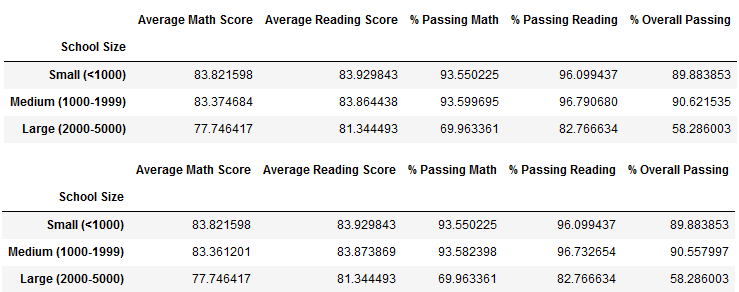 Average Math Score Average Reading Score % Passing Math % Passing Reading % Overall Passing
School Size
Small (<1000) 83.821598 83.929843 93.550225 96.099437 89.883853
Medium (1000-1999) 83.374684 83.864438 93.599695 96.790680 90.621535
Large (2000-5000) 77.746417 81.344493 69.963361 82.766634 58.286003
Average Math Score Average Reading Score % Passing Math % Passing Reading % Overall Passing
School Size
Small (<1000) 83.821598 83.929843 93.550225 96.099437 89.883853
Medium (1000-1999) 83.361201 83.873869 93.582398 96.732654 90.557997
Large (2000-5000) 77.746417 81.344493 69.963361 82.766634 58.286003